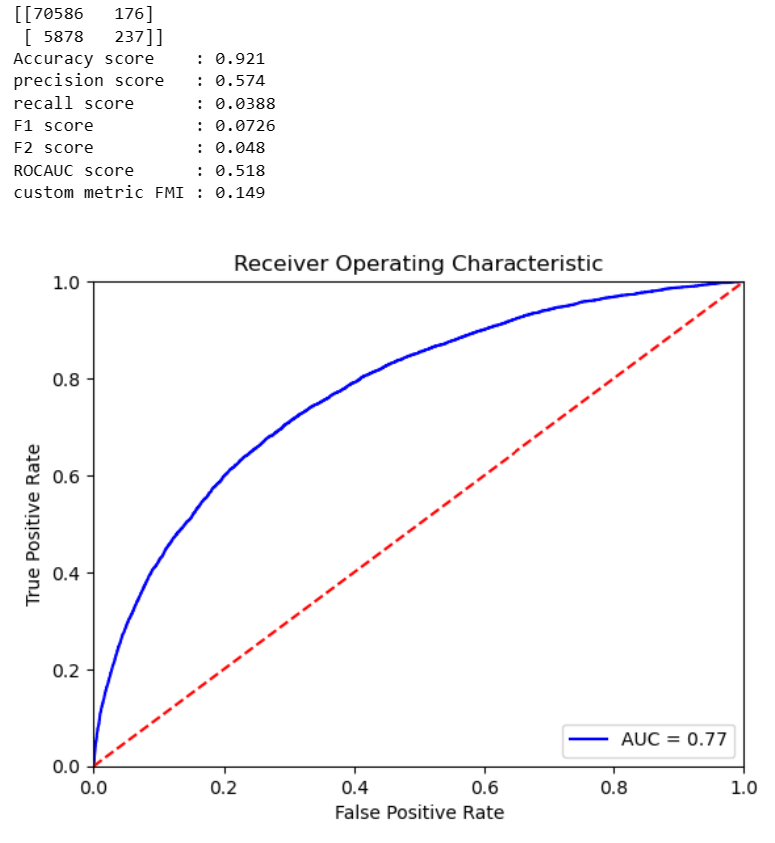 [[70586 176]
[ 5878 237]]
Accuracy score : 0.921
precision score : 0.574
recall score : 0.0388
F1 score : 0.0726
F2 score : 0.048
ROCAUC score : 0.518
custom metric FMI : 0.149
Receiver Operating Characteristic
1.0
0.8
0.6
0.4
0.2
0.0
True Positive Rate
AUC = 0.77
0.0 0.2 0.4 0.6 0.8 1.0
False Positive Rate